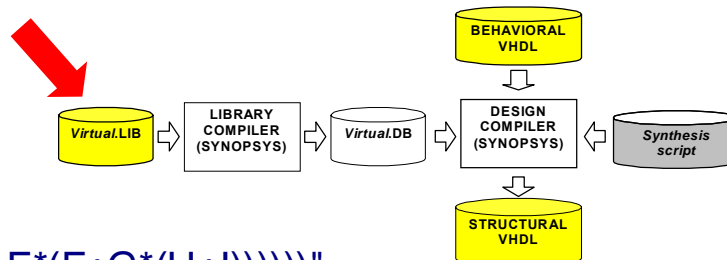 BEHAVIORAL
VHDL
Virtual.LIB
LIBRARY
COMPILER
(SYNOPSYS)
Virtual.DB
DESIGN
COMPILER
(SYNOPSYS)
Synthesis
script
STRUCTURAL
VHDL